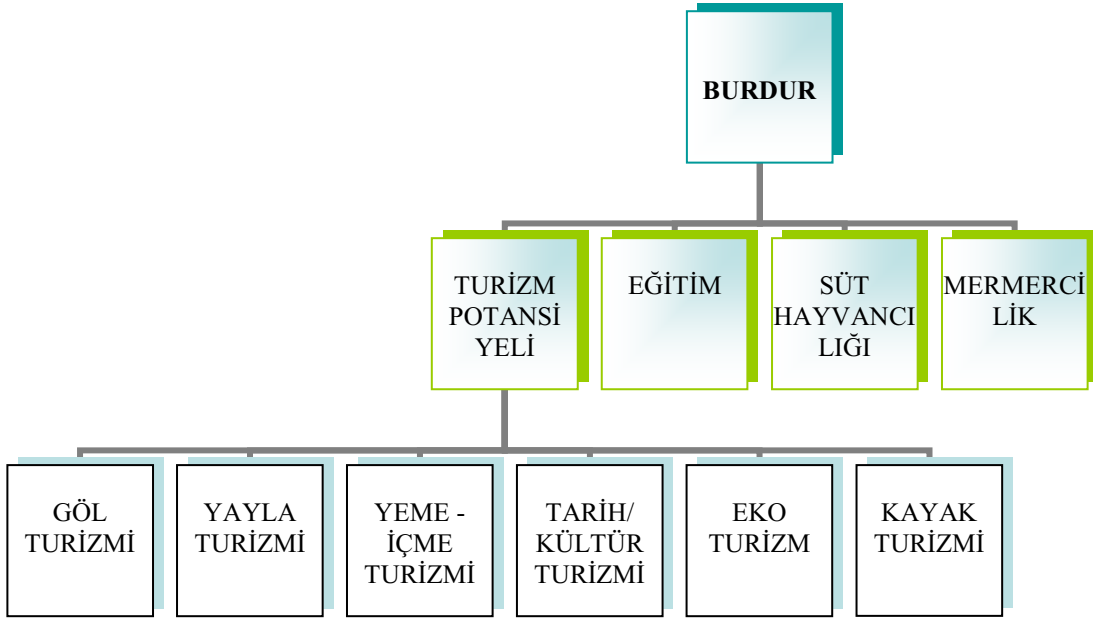 BURDUR
TURİZM
POTANSİ
YELİ
EĞİTİM
SÜT
HAYVANCI
LIĞI
MERMERCİ
LİK
GÖL
TURİZMİ
YAYLA
TURİZMİ
YEME -
İÇME
TURİZMİ
TARİH/
KÜLTÜR
TURİZMİ
EKO
TURİZM
KAYAK
TURİZMİ